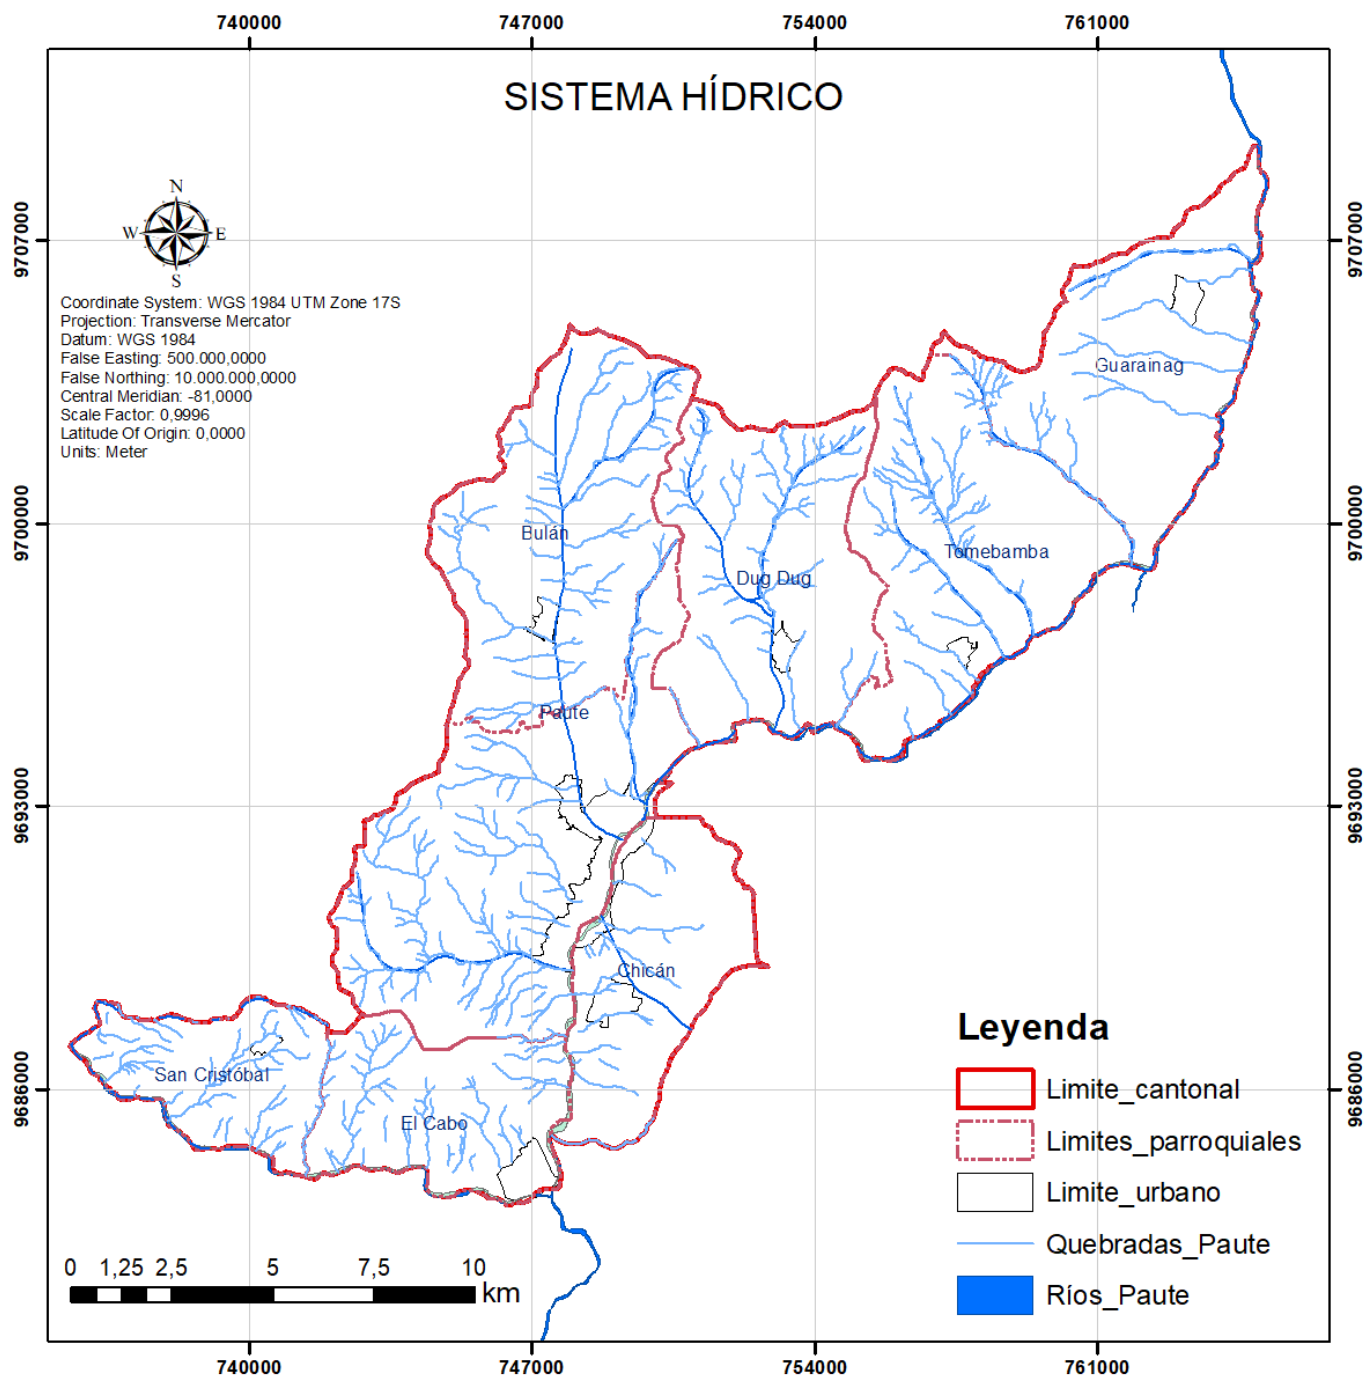 740000
747000
754000
761000
SISTEMA HÍDRICO
N
W
E
S
9707000
9707000
Coordinate System: WGS 1984 UTM Zone 17S
Projection: Transverse Mercator
Datum: WGS 1984
False Easting: 500.000,0000
False Northing: 10.000.000,0000
Central Meridian: -81,0000
Scale Factor: 0,9996
Latitude Of Origin: 0,0000
Units: Meter
Guarainag
9700000
9700000
Bulán
Tomebamba
Dug Dug
Paute
9693000
9693000
Chicán
San Cristóbal
9686000
9686000
El Cabo
Leyenda
Limite_cantonal
Limites_parroquiales
Limite_urbano
Quebradas_Paute
Ríos_Paute
0 1,25 2,5 5 7,5 10
km
740000
747000
754000
761000